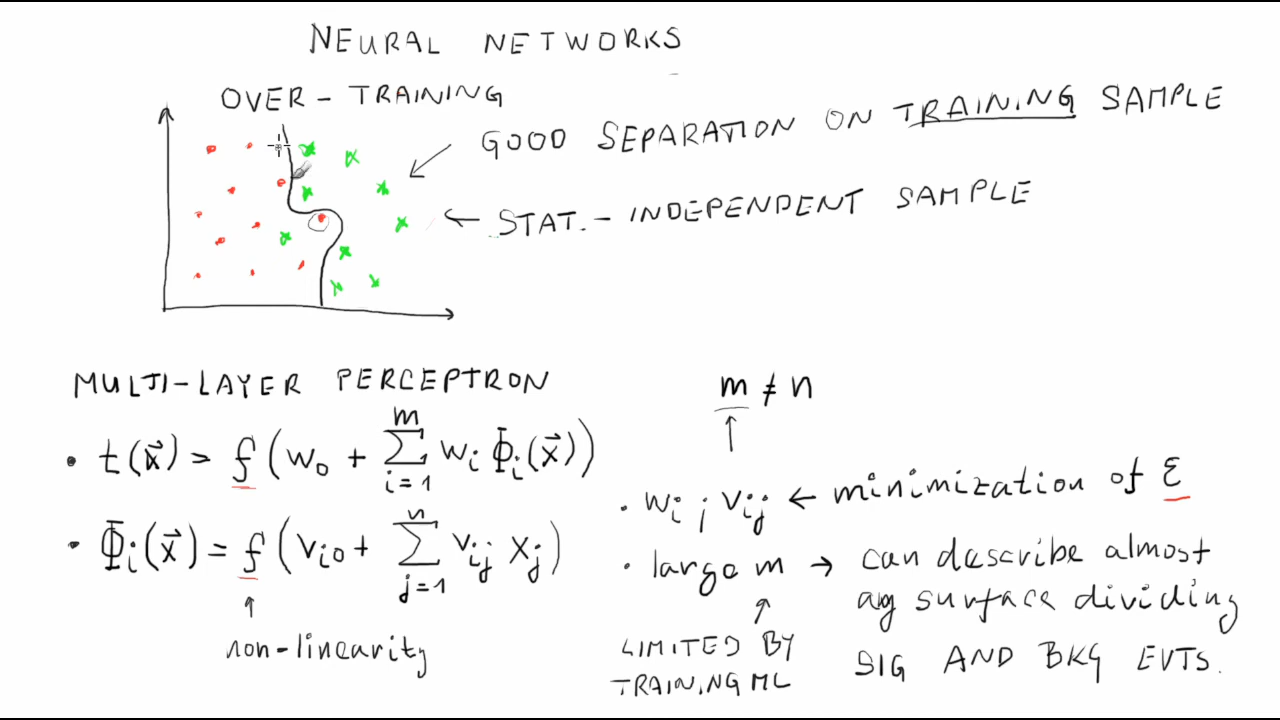 NEURAL NETWORKS
OVER - TRAINING
GOOD SEPARATION ON TRAINING SAMPLE
STAT. - INDEPENDENT SAMPLE
MULTI-LAYER PERCEPTRON
m ≠ n
• t(x⃗) = f(w₀ + ∑ᵢ₌₁ᵐ wᵢ Φᵢ(x⃗))
• wᵢ, vᵢⱼ ← minimization of ε
• Φᵢ(x⃗) = f(vᵢ₀ + ∑ⱼ₌₁ⁿ vᵢⱼ xⱼ)
• large m → can describe almost
any surface dividing
SIG AND BKG EVTS.
non-linearity
LIMITED BY
TRAINING ML